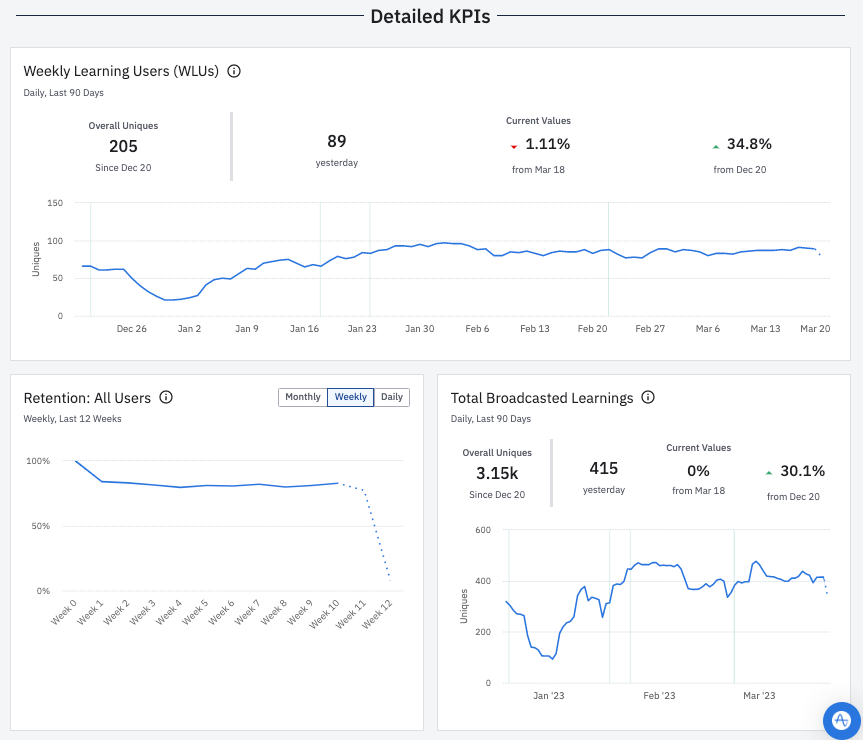 Detailed KPIs
Weekly Learning Users (WLUs)
Daily, Last 90 Days
Overall Uniques
205
Since Dec 20
89
yesterday
Current Values
1.11%
from Mar 18
34.8%
from Dec 20
150
100
50
0
Uniques
Dec 26 Jan 2 Jan 9 Jan 16 Jan 23 Jan 30 Feb 6 Feb 13 Feb 20 Feb 27 Mar 6 Mar 13 Mar 20
Retention: All Users
Monthly Weekly Daily
Weekly, Last 12 Weeks
100%
50%
0%
Week 0 Week 1 Week 2 Week 3 Week 4 Week 5 Week 6 Week 7 Week 8 Week 9 Week 10 Week 11 Week 12
Total Broadcasted Learnings
Daily, Last 90 Days
Overall Uniques
3.15k
Since Dec 20
415
yesterday
Current Values
0%
from Mar 18
30.1%
from Dec 20
600
400
200
0
Uniques
Jan '23 Feb '23 Mar '23